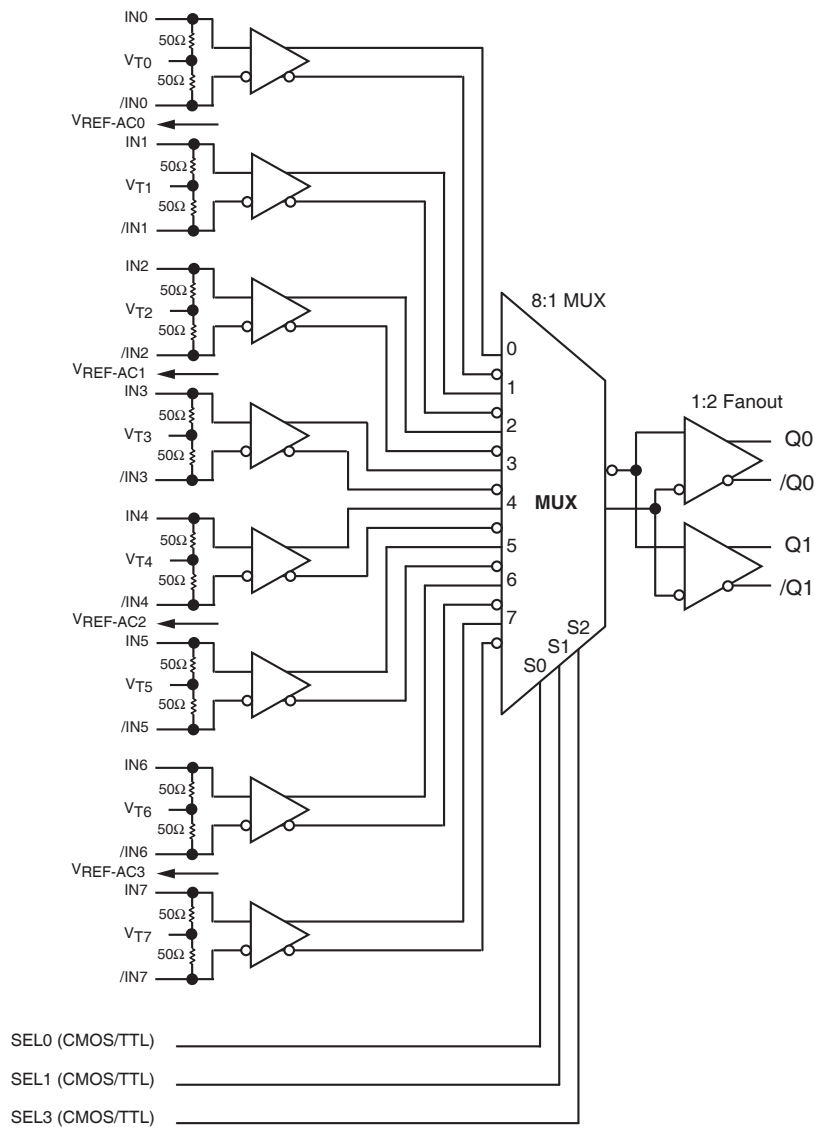 IN0
50Ω
VT0
50Ω
/IN0
VREF-AC0
IN1
50Ω
VT1
50Ω
/IN1
IN2
50Ω
VT2
50Ω
/IN2
VREF-AC1
IN3
50Ω
VT3
50Ω
/IN3
IN4
50Ω
VT4
50Ω
/IN4
VREF-AC2
IN5
50Ω
VT5
50Ω
/IN5
IN6
50Ω
VT6
50Ω
/IN6
VREF-AC3
IN7
50Ω
VT7
50Ω
/IN7
8:1 MUX
0
1
2
3
4
5
6
7
MUX
S0
S1
S2
1:2 Fanout
Q0
/Q0
Q1
/Q1
SEL0 (CMOS/TTL)
SEL1 (CMOS/TTL)
SEL3 (CMOS/TTL)